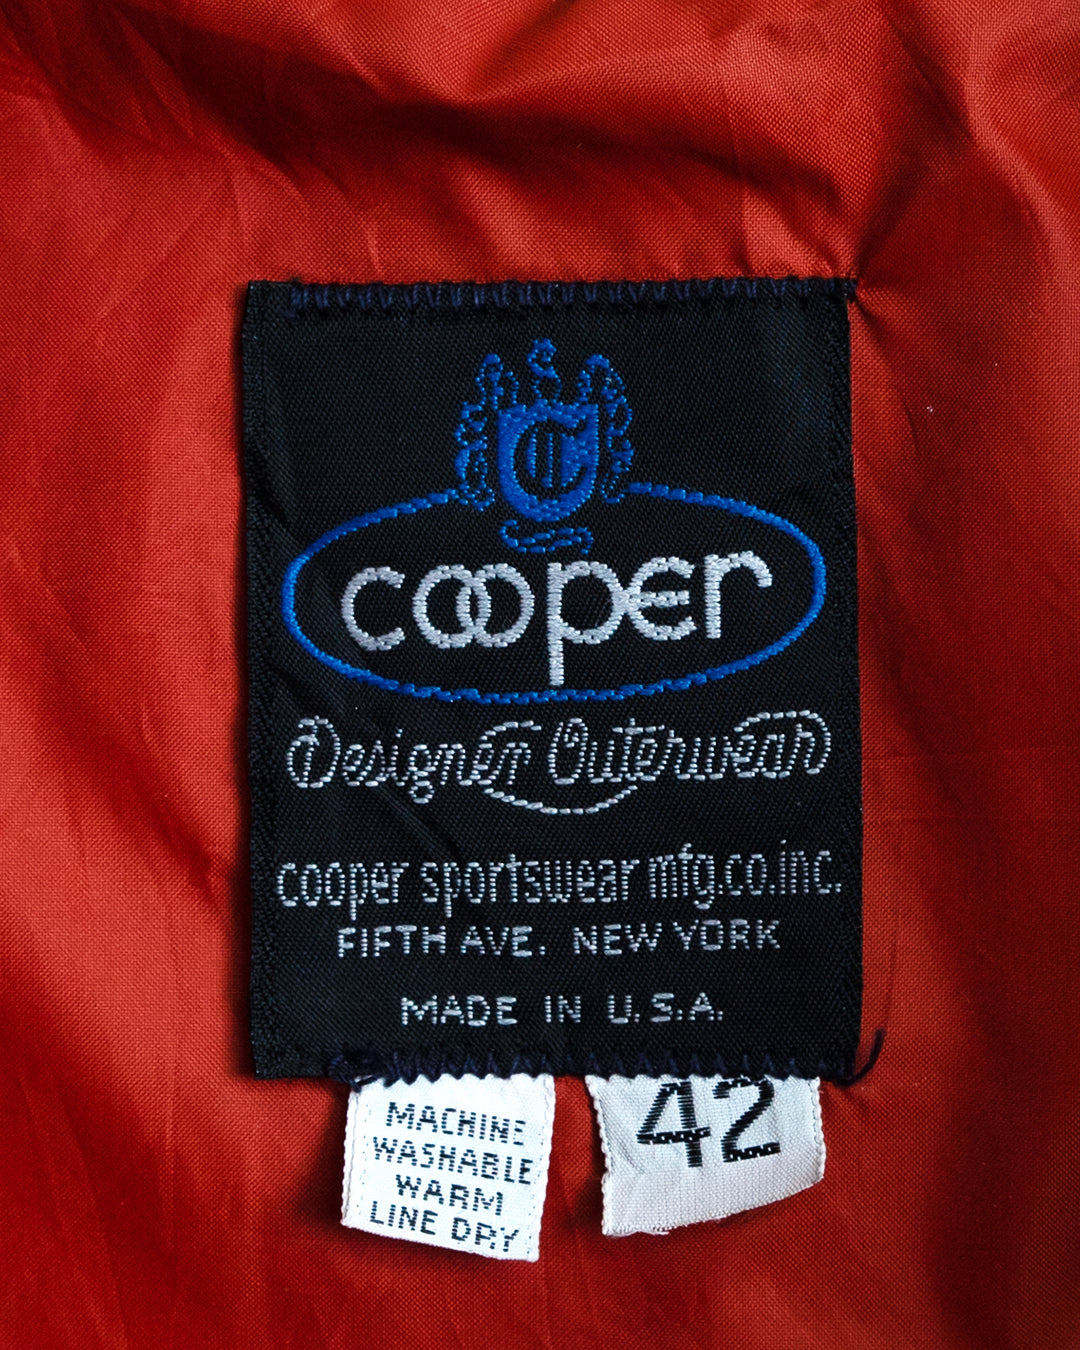 C
cooper
Designer Outerwear
cooper sportswear mfg.co.inc.
FIFTH AVE. NEW YORK
MADE IN U.S.A.
MACHINE
WASHABLE
WARM
LINE DRY
42